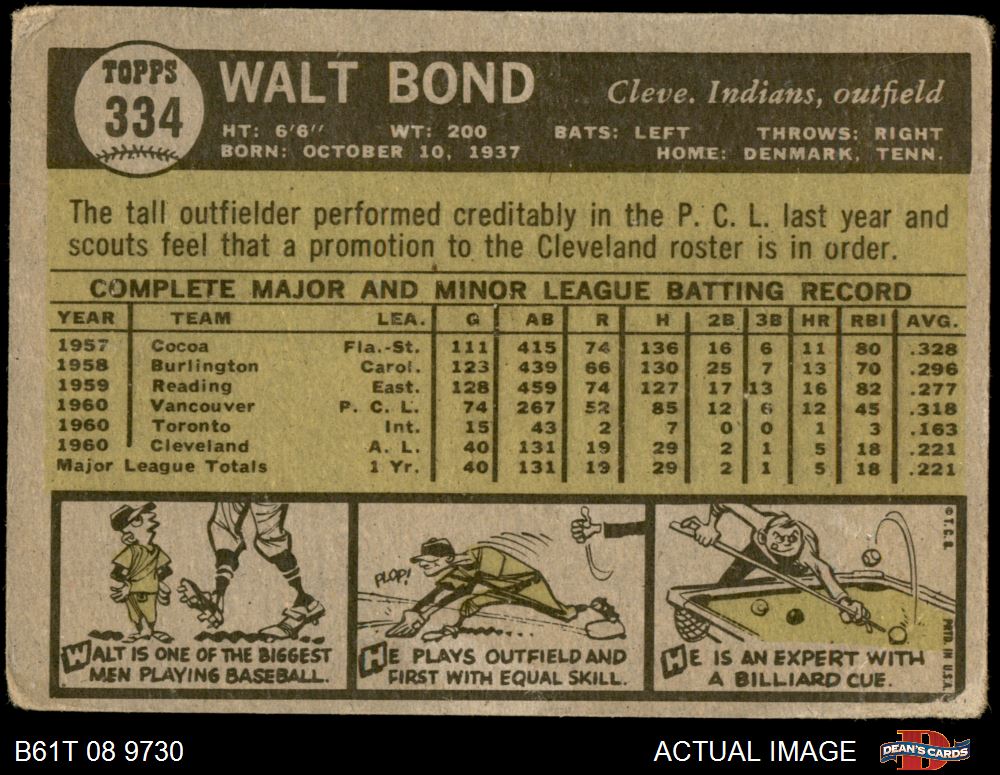 TOPPS
334
WALT BOND
Cleve. Indians, outfield
HT: 6'6" WT: 200 BATS: LEFT THROWS: RIGHT
BORN: OCTOBER 10, 1937 HOME: DENMARK, TENN.
The tall outfielder performed creditably in the P. C. L. last year and
scouts feel that a promotion to the Cleveland roster is in order.
COMPLETE MAJOR AND MINOR LEAGUE BATTING RECORD
YEAR TEAM LEA. G AB R H 2B 3B HR RBI AVG.
1957 Cocoa Fla.-St. 111 415 74 136 16 6 11 80 .328
1958 Burlington Carol. 123 439 66 130 25 7 13 70 .296
1959 Reading East. 128 459 74 127 17 13 16 82 .277
1960 Vancouver P. C. L. 74 267 52 85 12 6 12 45 .318
1960 Toronto Int. 15 43 2 7 0 0 1 3 .163
1960 Cleveland A. L. 40 131 19 29 2 1 5 18 .221
Major League Totals 1 Yr. 40 131 19 29 2 1 5 18 .221
WALT IS ONE OF THE BIGGEST
MEN PLAYING BASEBALL.
PLOP!
HE PLAYS OUTFIELD AND
FIRST WITH EQUAL SKILL.
HE IS AN EXPERT WITH
A BILLIARD CUE.
© T. C. G.
PRTD. IN U.S.A.
B61T 08 9730
ACTUAL IMAGE
DEAN'S CARDS